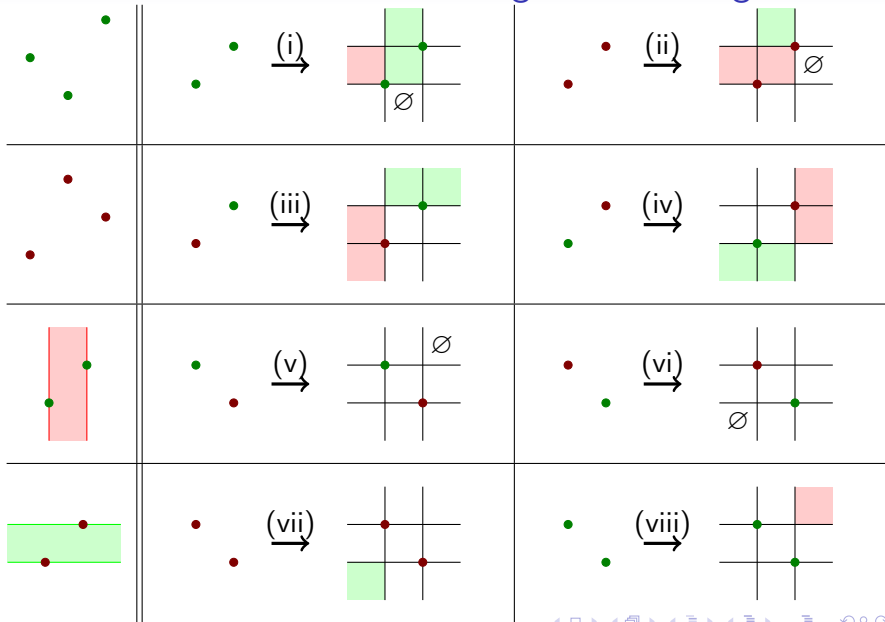 (i) ∅ (ii) ∅
(iii) (iv)
(v) ∅ (vi) ∅
(vii) (viii)